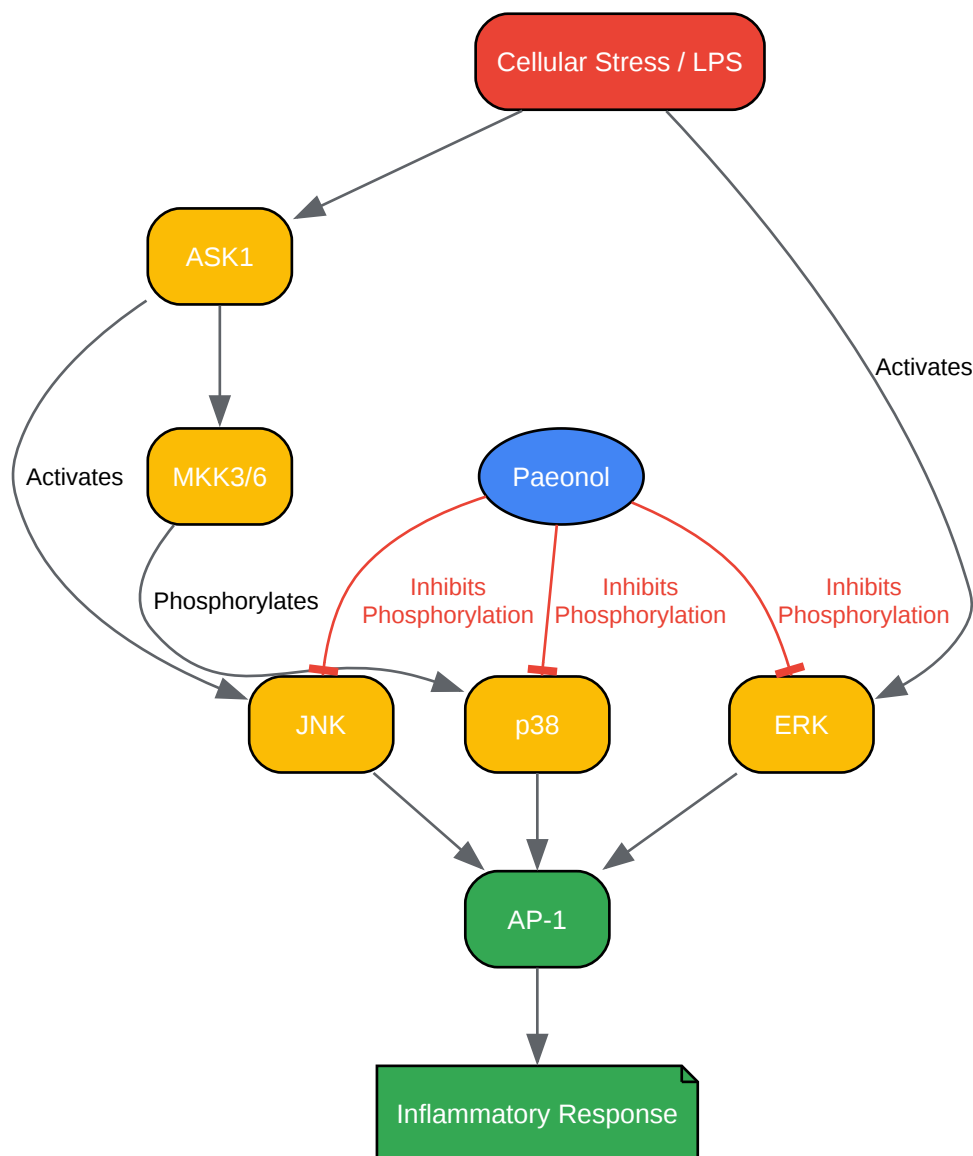 Cellular Stress / LPS
ASK1
Activates
Activates
MKK3/6
Paeonol
Phosphorylates
Inhibits
Phosphorylation
Inhibits
Phosphorylation
Inhibits
Phosphorylation
JNK
p38
ERK
AP-1
Inflammatory Response